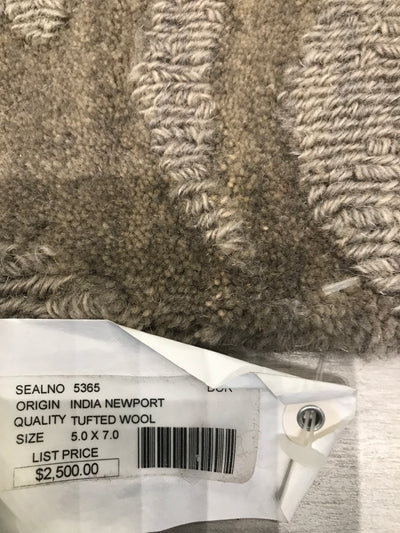 SEALNO 5365
ORIGIN INDIA NEWPORT
QUALITY TUFTED WOOL
SIZE 5.0 X 7.0
LIST PRICE
$2,500.00